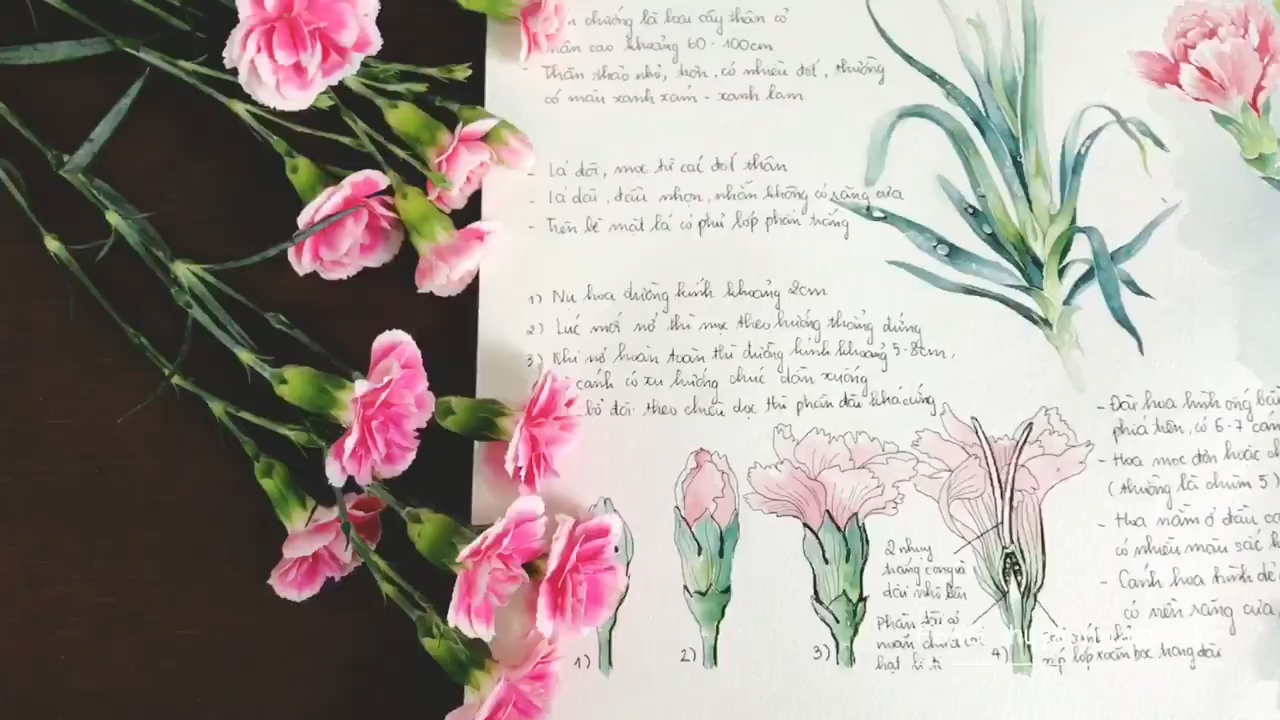 chướng là loài cây thân cỏ
thân cao khoảng 60 - 100cm
- Thân thảo nhỏ, tròn, có nhiều đốt, thường
có màu xanh xám - xanh lam
- Lá đôi, mọc từ các đốt thân
- Lá dài, đầu nhọn, nhẵn không có răng cưa
- Trên bề mặt lá có phủ lớp phấn trắng
1) Nụ hoa đường kính khoảng 2cm
2) Lúc mới nở thì mọc theo hướng thẳng đứng
3) Khi nở hoàn toàn thì đường kính khoảng 5-8cm,
cánh có xu hướng chúc dần xuống
bổ đôi theo chiều dọc thì phần đầu khá cứng
- Đài hoa hình ống
phía trên, có 6-7
- Hoa mọc đơn hoặc
(thường là chùm 5)
- Hoa nằm ở đầu
có nhiều màu sắc
- Cánh hoa hình
có viền răng cưa
2 nhụy
trắng cong và
dài nhô lên
phần có
noãn chứa
hạt
1)
2)
3)
4)
lớp xoắn bọc trong đài